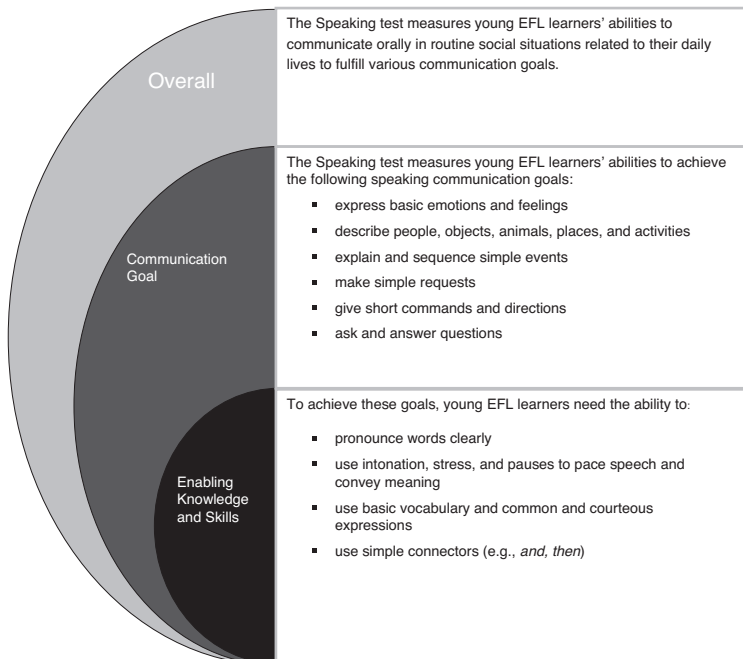 Overall
The Speaking test measures young EFL learners' abilities to
communicate orally in routine social situations related to their daily
lives to fulfill various communication goals.
Communication
Goal
The Speaking test measures young EFL learners' abilities to achieve
the following speaking communication goals:
▪ express basic emotions and feelings
▪ describe people, objects, animals, places, and activities
▪ explain and sequence simple events
▪ make simple requests
▪ give short commands and directions
▪ ask and answer questions
Enabling
Knowledge
and Skills
To achieve these goals, young EFL learners need the ability to:
▪ pronounce words clearly
▪ use intonation, stress, and pauses to pace speech and
convey meaning
▪ use basic vocabulary and common and courteous
expressions
▪ use simple connectors (e.g., and, then)